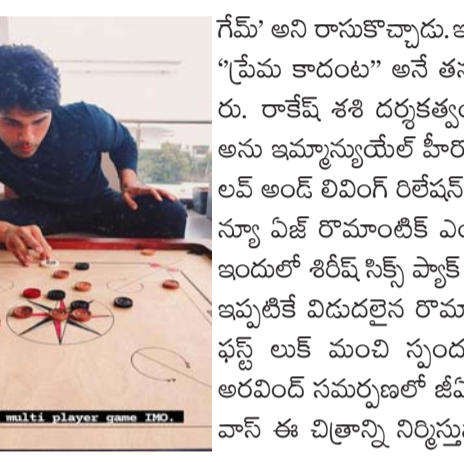 గేమ్’ అని రాసుకొచ్చాడు. ఇ
‘‘ప్రేమ కాదంట’’ అనే తన
రు. రాకేష్ శశి దర్శకత్వం
అను ఇమ్మాన్యుయేల్ హీరో
లవ్ అండ్ లివింగ్ రిలేషన్
న్యూ ఏజ్ రొమాంటిక్ ఎం
ఇందులో శిరీష్ సిక్స్ ప్యాక్
ఇప్పటికే విడుదలైన రొమా
ఫస్ట్ లుక్ మంచి స్పంద
అరవింద్ సమర్పణలో జీఏ
వాస్ ఈ చిత్రాన్ని నిర్మిస్తు
multi player game IMO.